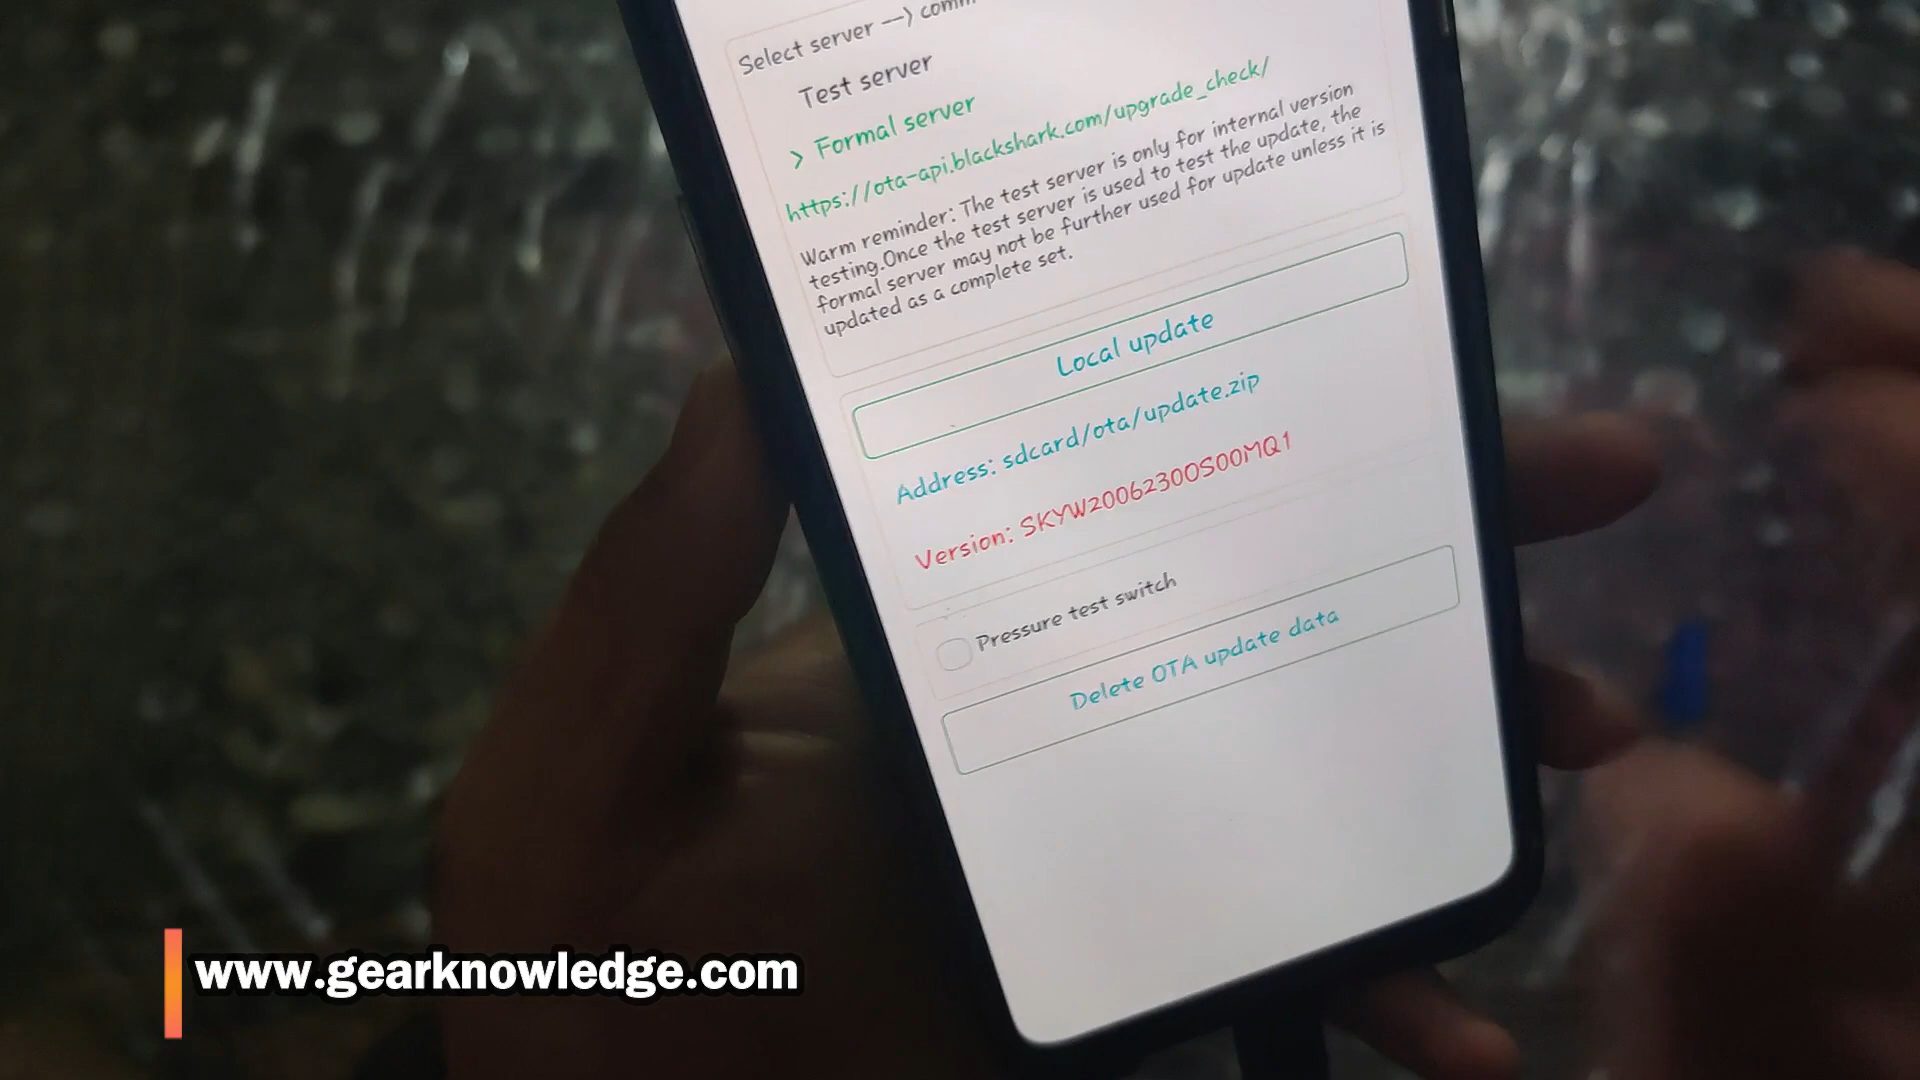 Select server —> comm
Test server
> Formal server
https://ota-api.blackshark.com/upgrade_check/
Warm reminder: The test server is only for internal version
testing.Once the test server is used to test the update, the
formal server may not be further used for update unless it is
updated as a complete set.
Local update
Address: sdcard/ota/update.zip
Version: SKYW2006230OS00MQ1
Pressure test switch
Delete OTA update data
www.gearknowledge.com